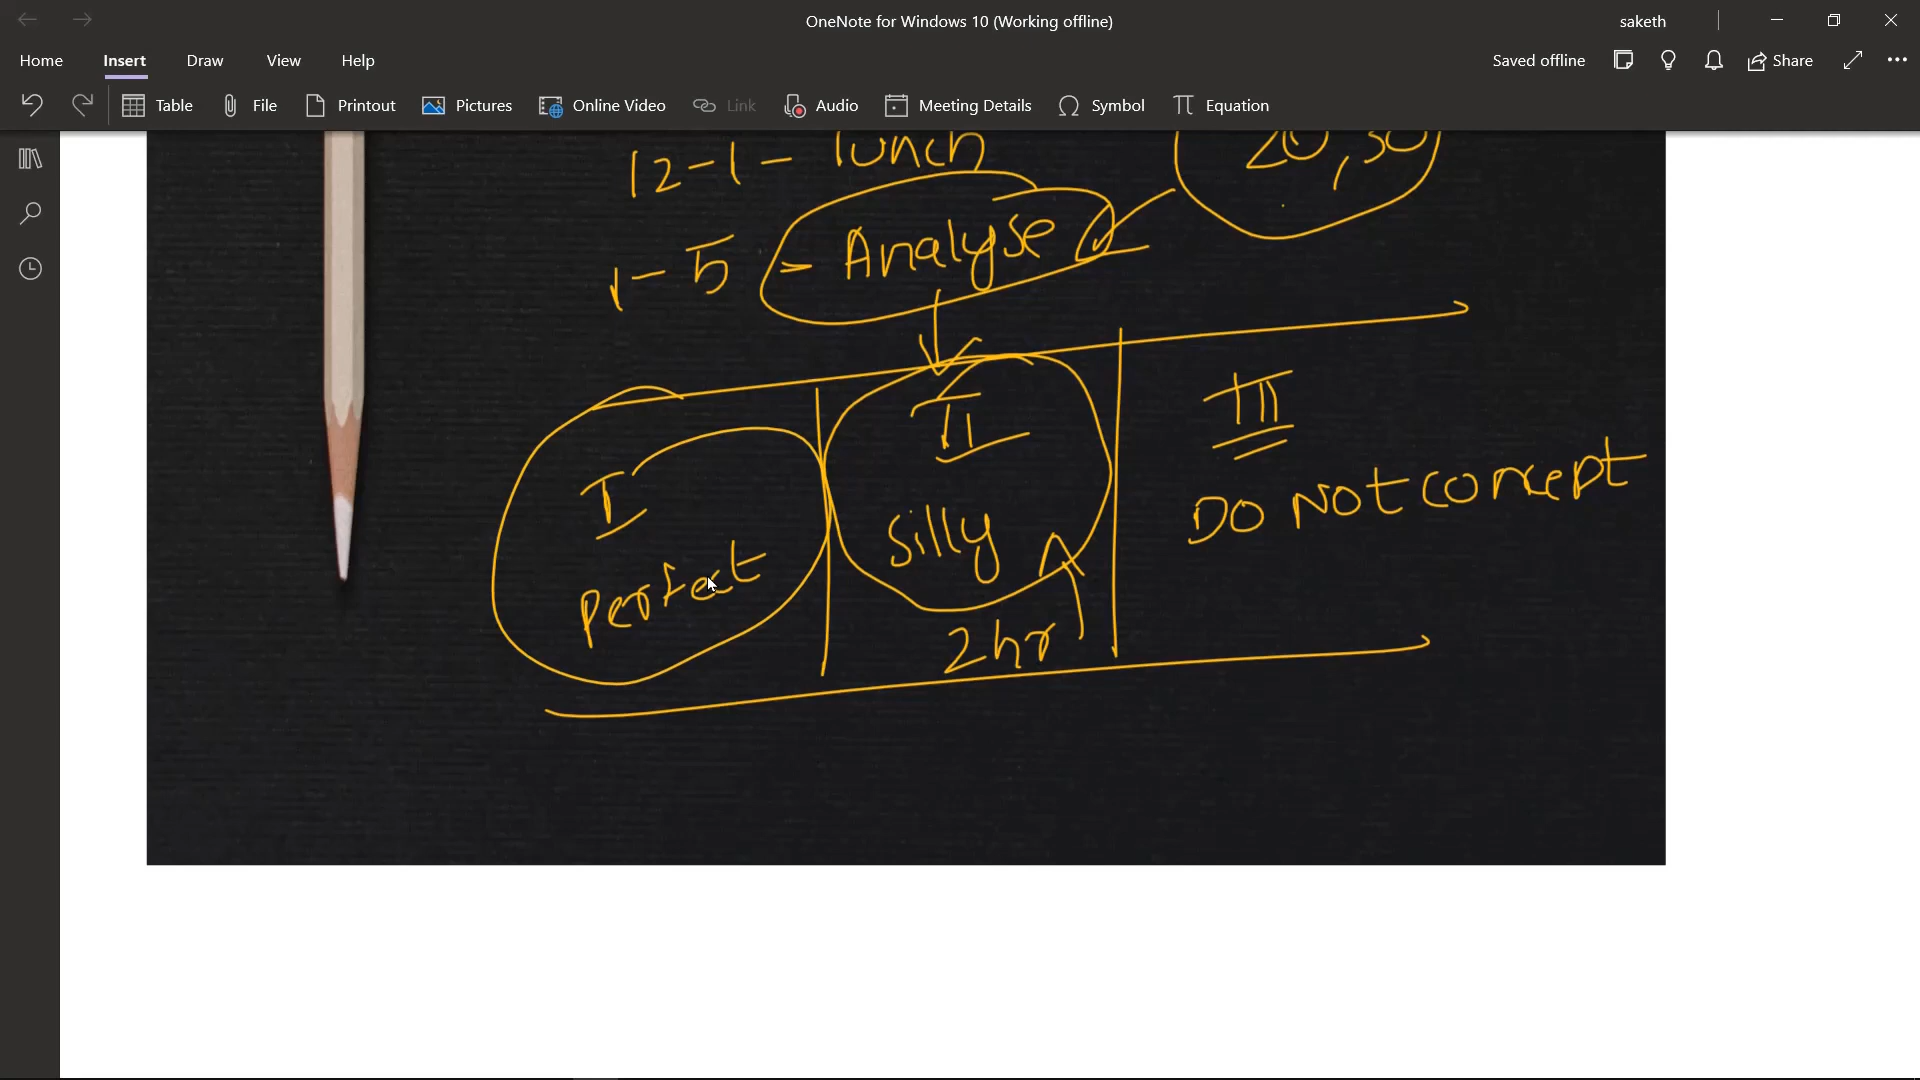 OneNote for Windows 10 (Working offline)
saketh
Home Insert Draw View Help
Saved offline
Share
Table File Printout Pictures Online Video Link Audio Meeting Details Symbol Equation
12-1- lunch
20,30
1-5 - Analyse
I
II
III
perfect
silly
DO NOT concept
2hr